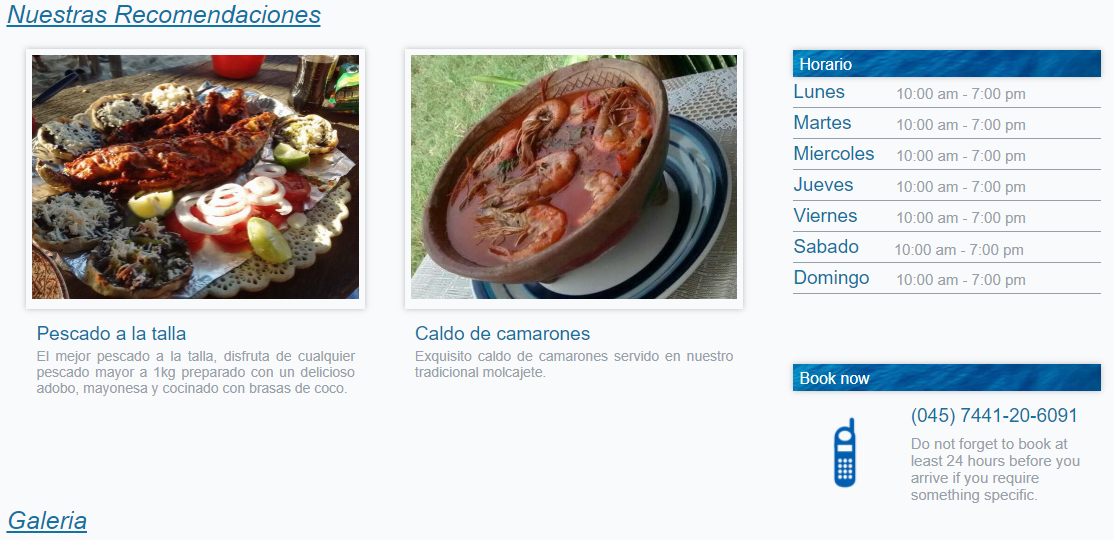 Nuestras Recomendaciones
Pescado a la talla
El mejor pescado a la talla, disfruta de cualquier
pescado mayor a 1kg preparado con un delicioso
adobo, mayonesa y cocinado con brasas de coco.
Caldo de camarones
Exquisito caldo de camarones servido en nuestro
tradicional molcajete.
Horario
Lunes 10:00 am - 7:00 pm
Martes 10:00 am - 7:00 pm
Miercoles 10:00 am - 7:00 pm
Jueves 10:00 am - 7:00 pm
Viernes 10:00 am - 7:00 pm
Sabado 10:00 am - 7:00 pm
Domingo 10:00 am - 7:00 pm
Book now
(045) 7441-20-6091
Do not forget to book at
least 24 hours before you
arrive if you require
something specific.
Galeria